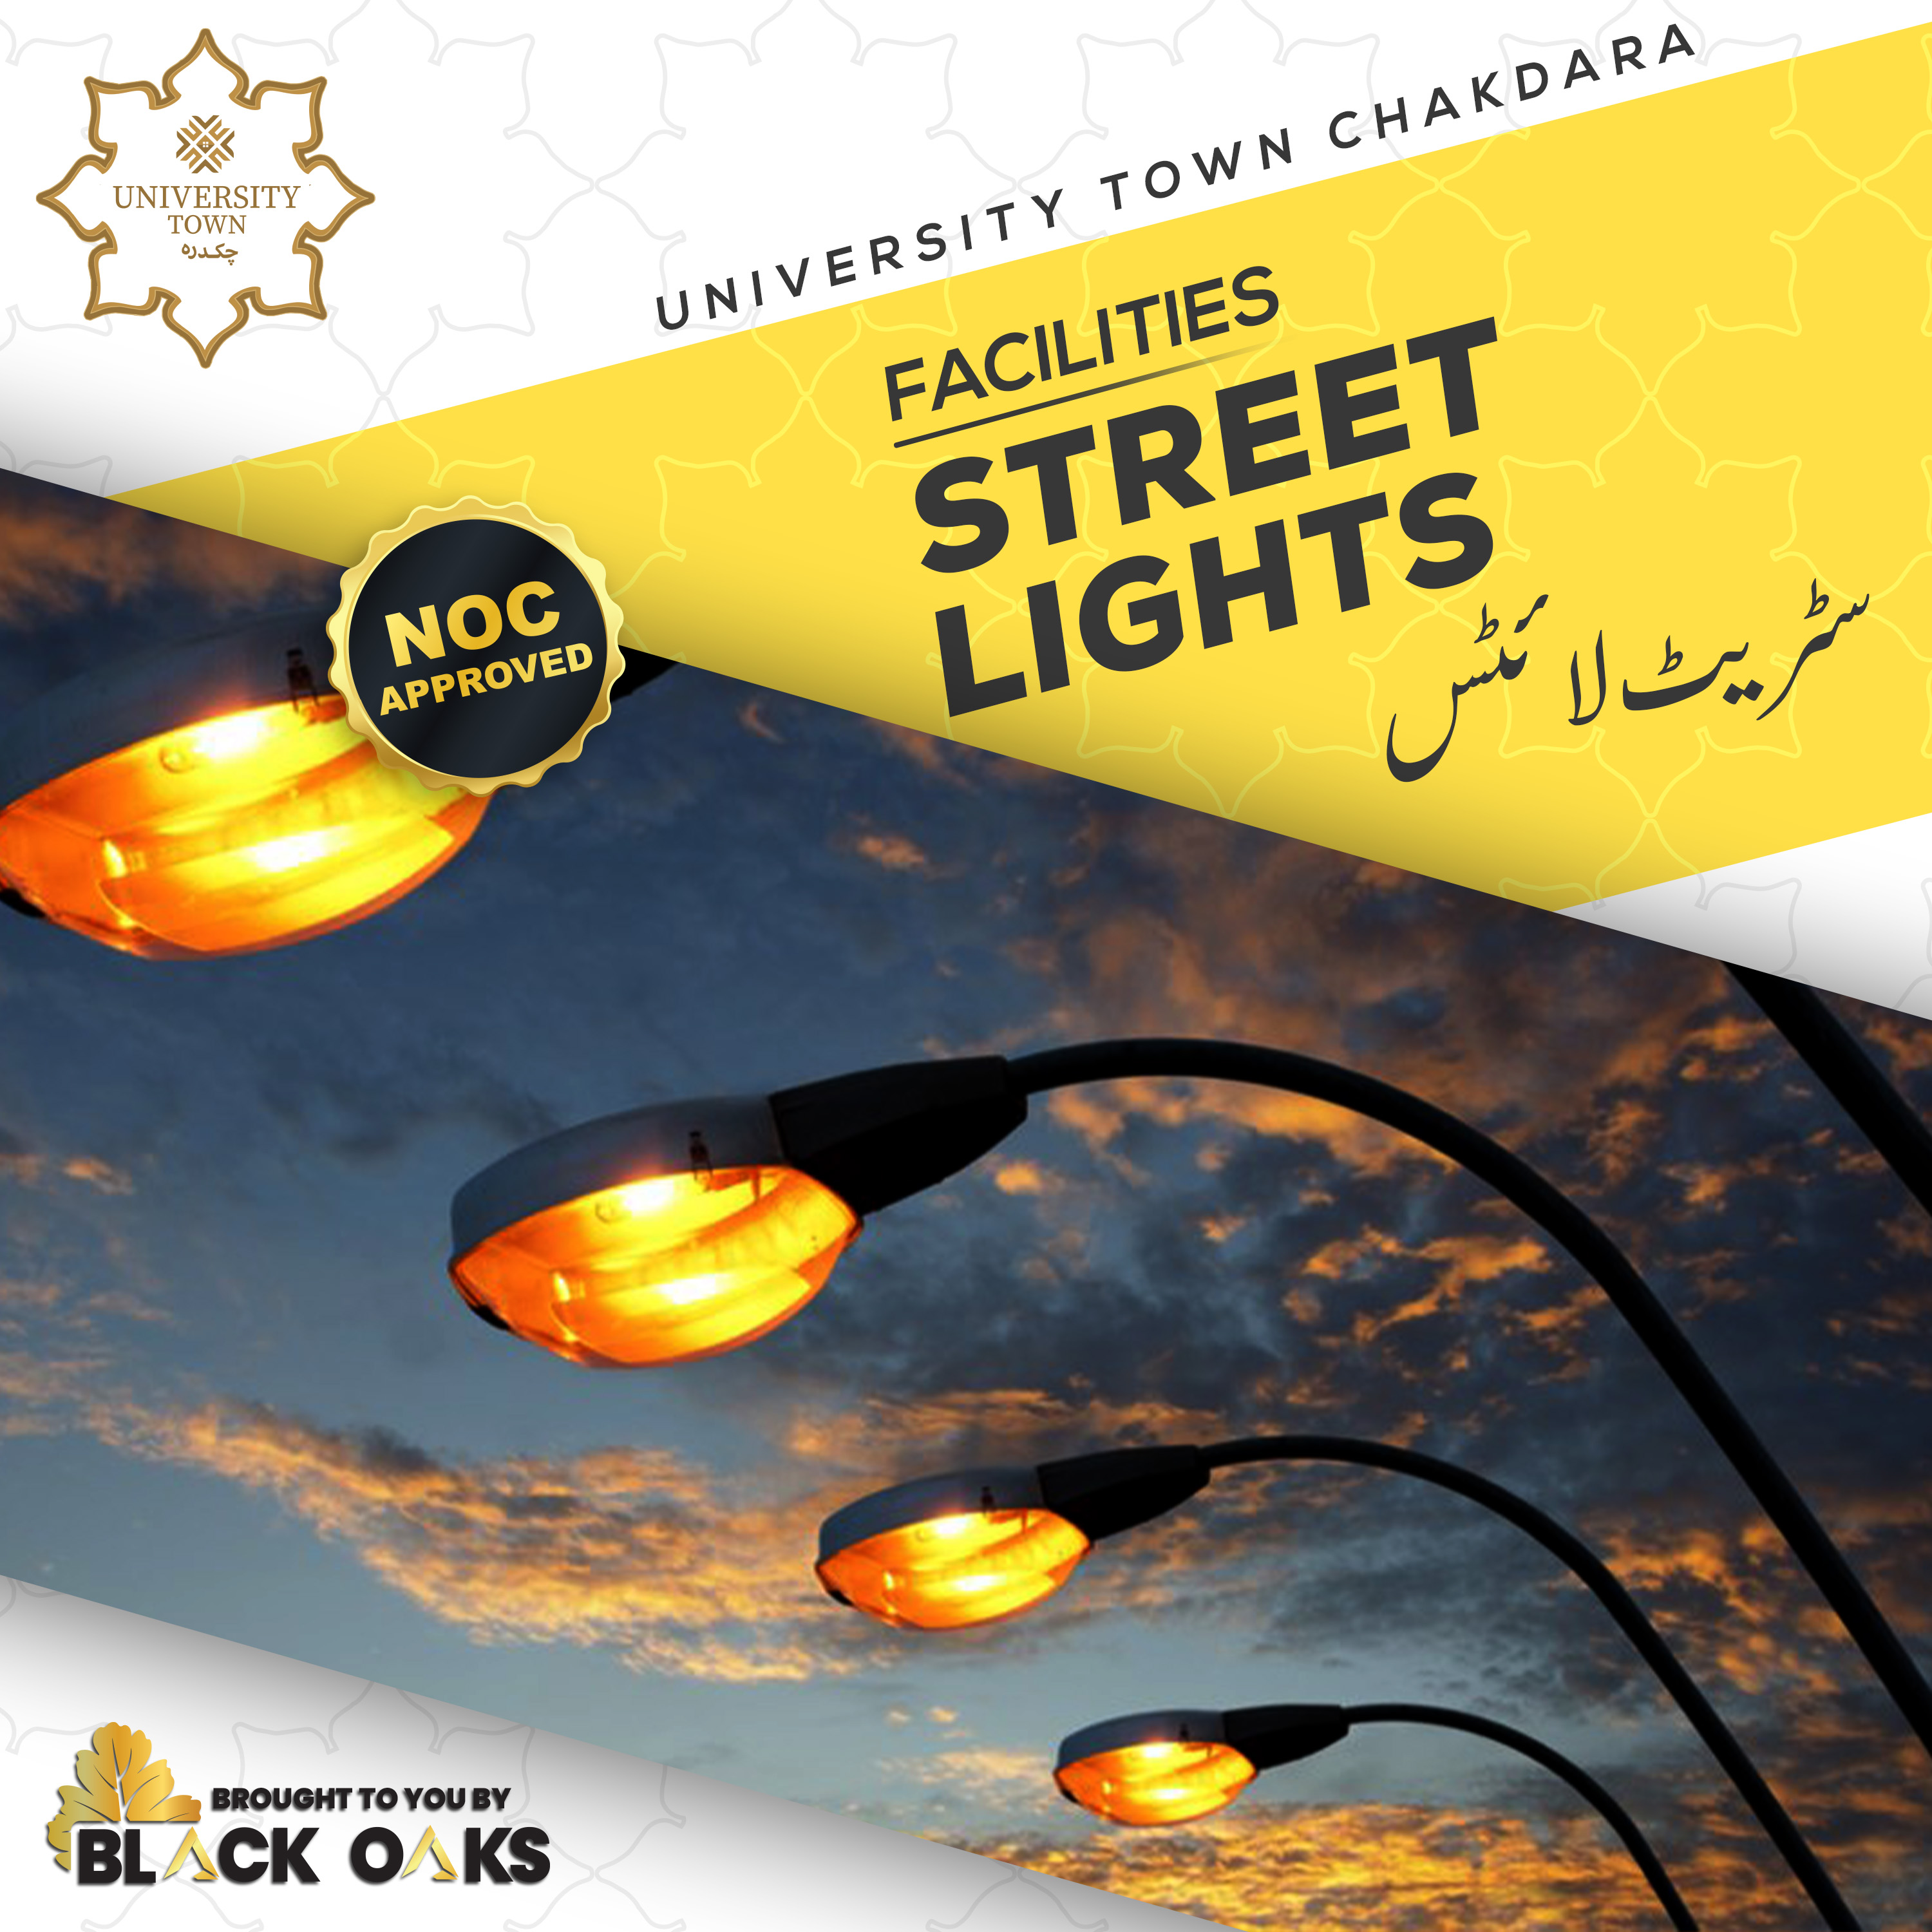 UNIVERSITY
TOWN
چکدرہ
UNIVERSITY TOWN CHAKDARA
FACILITIES
STREET
LIGHTS
سٹریٹ لائٹس
NOC
APPROVED
BROUGHT TO YOU BY
BLACK OAKS